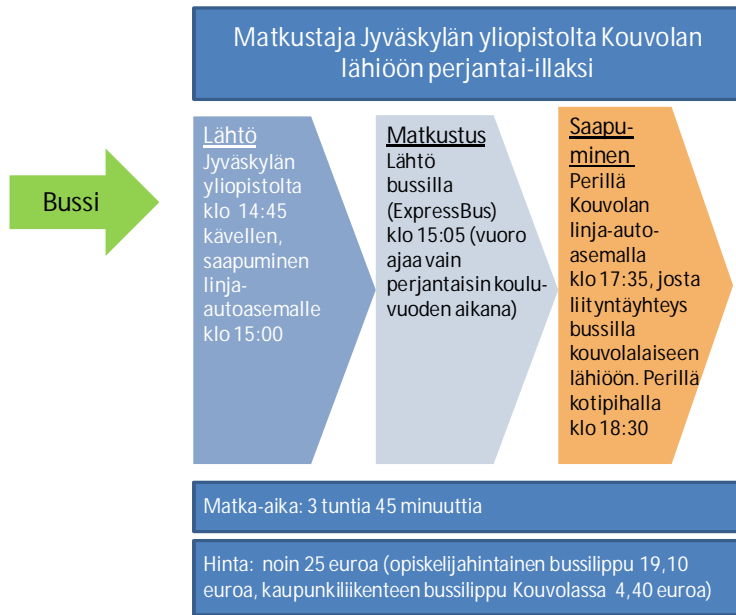 Matkustaja Jyväskylän yliopistolta Kouvolan
lähiöön perjantai-illaksi
Bussi
Lähtö
Jyväskylän
yliopistolta
klo 14:45
kävellen,
saapuminen
linja-
autoasemalle
klo 15:00
Matkustus
Lähtö
bussilla
(ExpressBus)
klo 15:05 (vuoro
ajaa vain
perjantaisin koulu-
vuoden aikana)
Saapu-
minen
Perillä
Kouvolan
linja-auto-
asemalla
klo 17:35, josta
liityntäyhteys
bussilla
kouvolalaiseen
lähiöön. Perillä
kotipihalla
klo 18:30
Matka-aika: 3 tuntia 45 minuuttia
Hinta: noin 25 euroa (opiskelijahintainen bussilippu 19,10
euroa, kaupunkiliikenteen bussilippu Kouvolassa 4,40 euroa)